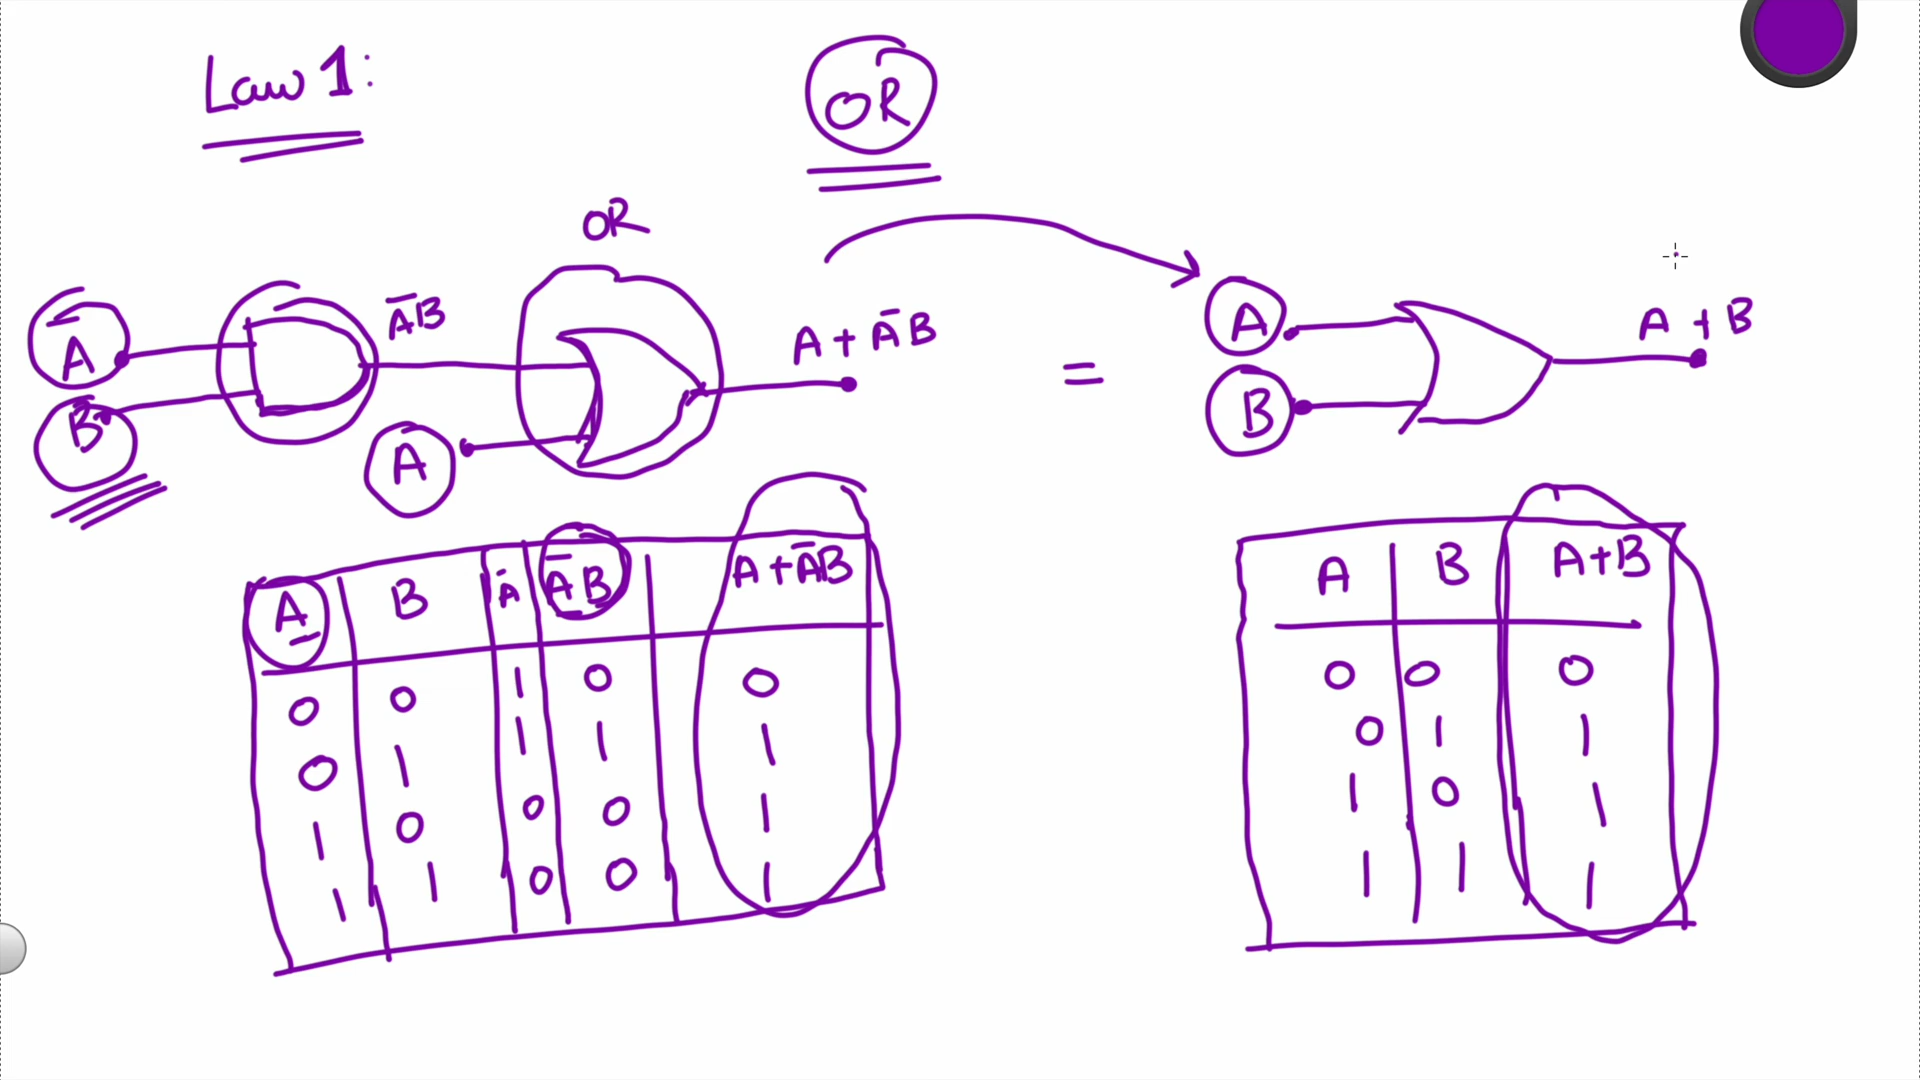 Law 1:
OR
OR
Ā
ĀB
A + ĀB
=
A
A + B
B
A
B
A B Ā ĀB A + ĀB
0 0 1 0 0
0 1 1 1 1
1 0 0 0 1
1 1 0 0 1
A B A+B
0 0 0
0 1 1
1 0 1
1 1 1